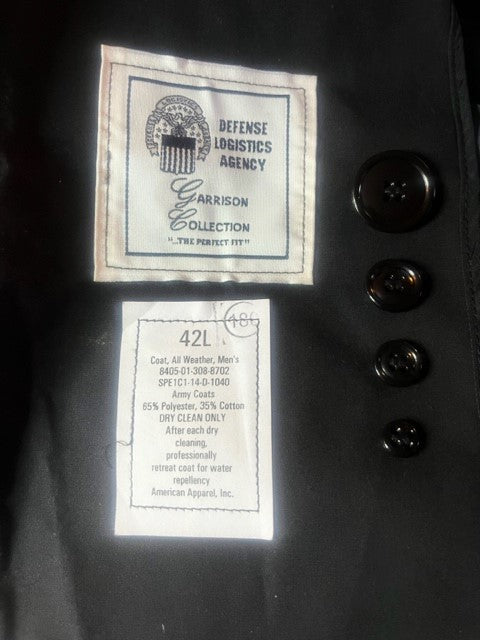 DEFENSE
LOGISTICS
AGENCY
GARRISON
COLLECTION
"...THE PERFECT FIT"
186
42L
Coat, All Weather, Men's
8405-01-308-8702
SPE1C1-14-D-1040
Army Coats
65% Polyester, 35% Cotton
DRY CLEAN ONLY
After each dry
cleaning,
professionally
retreat coat for water
repellency
American Apparel, Inc.